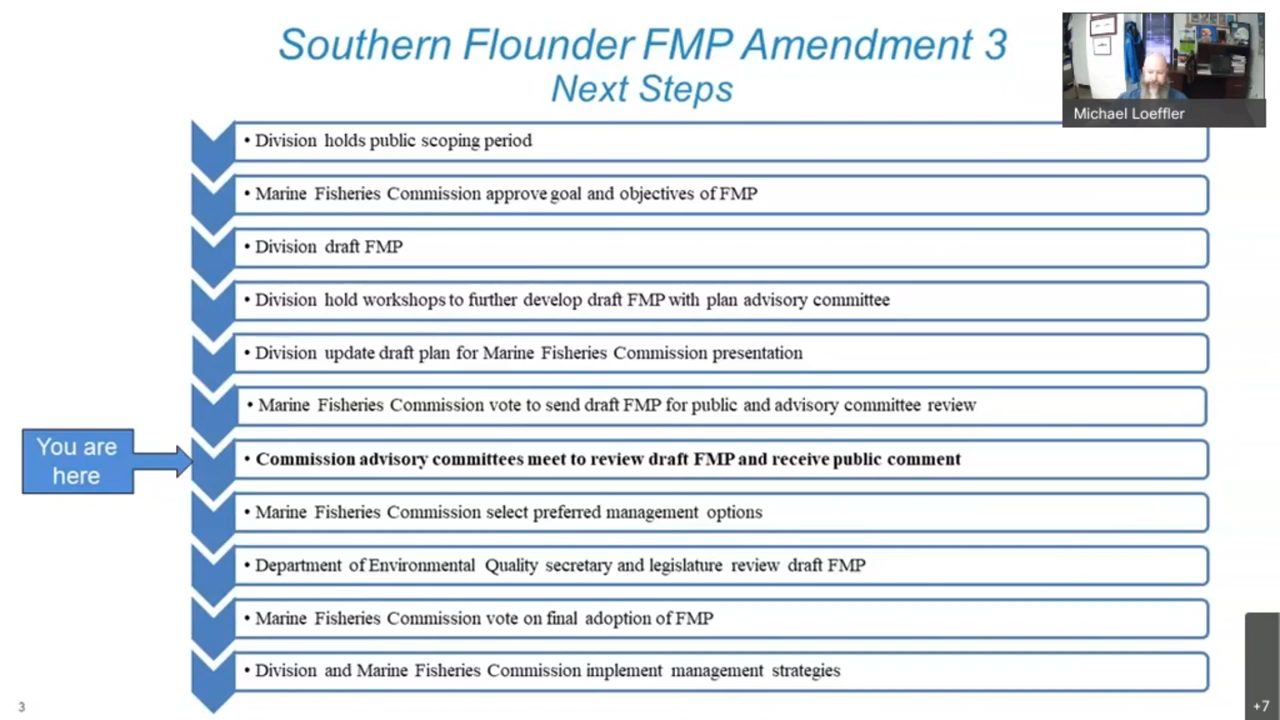 Southern Flounder FMP Amendment 3
Next Steps
Michael Loeffler
• Division holds public scoping period
• Marine Fisheries Commission approve goal and objectives of FMP
• Division draft FMP
• Division hold workshops to further develop draft FMP with plan advisory committee
• Division update draft plan for Marine Fisheries Commission presentation
• Marine Fisheries Commission vote to send draft FMP for public and advisory committee review
You are
here
• Commission advisory committees meet to review draft FMP and receive public comment
• Marine Fisheries Commission select preferred management options
• Department of Environmental Quality secretary and legislature review draft FMP
• Marine Fisheries Commission vote on final adoption of FMP
• Division and Marine Fisheries Commission implement management strategies
3
+7